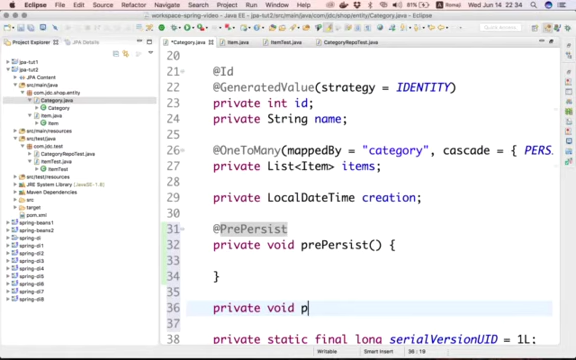 Eclipse File Edit Source Refactor Navigate Search Project Run Window Help 81% Romaji 22:34
workspace-spring-video - Java EE - jpa-tut2/src/main/java/com/jdc/shop/entity/Category.java - Eclipse
Quick Access
Project Explorer JPA Details
*Category.java Item.java ItemTest.java CategoryRepoTest.java
jpa-tut1
jpa-tut2
JPA Content
src/main/java
com.jdc.shop.entity
Category.java
Category
Item.java
Item
src/main/resources
src/test/java
com.jdc.test
CategoryRepoTest.java
ItemTest.java
ItemTest
src/test/resources
JRE System Library [JavaSE-1.8]
Maven Dependencies
src
target
pom.xml
spring-beans1
spring-beans2
spring-di
spring-di2
spring-di3
spring-di4
spring-di5
spring-di6
spring-di7
spring-di8
20
21 @Id
22 @GeneratedValue(strategy = IDENTITY)
23 private int id;
24 private String name;
25
26 @OneToMany(mappedBy = "category", cascade = { PERS
27 private List<Item> items;
28
29 private LocalDateTime creation;
30
31 @PrePersist
32 private void prePersist() {
33
34 }
35
36 private void p
37
38 private static final long serialVersionUID = 1L;
Writable Smart Insert 36 : 19